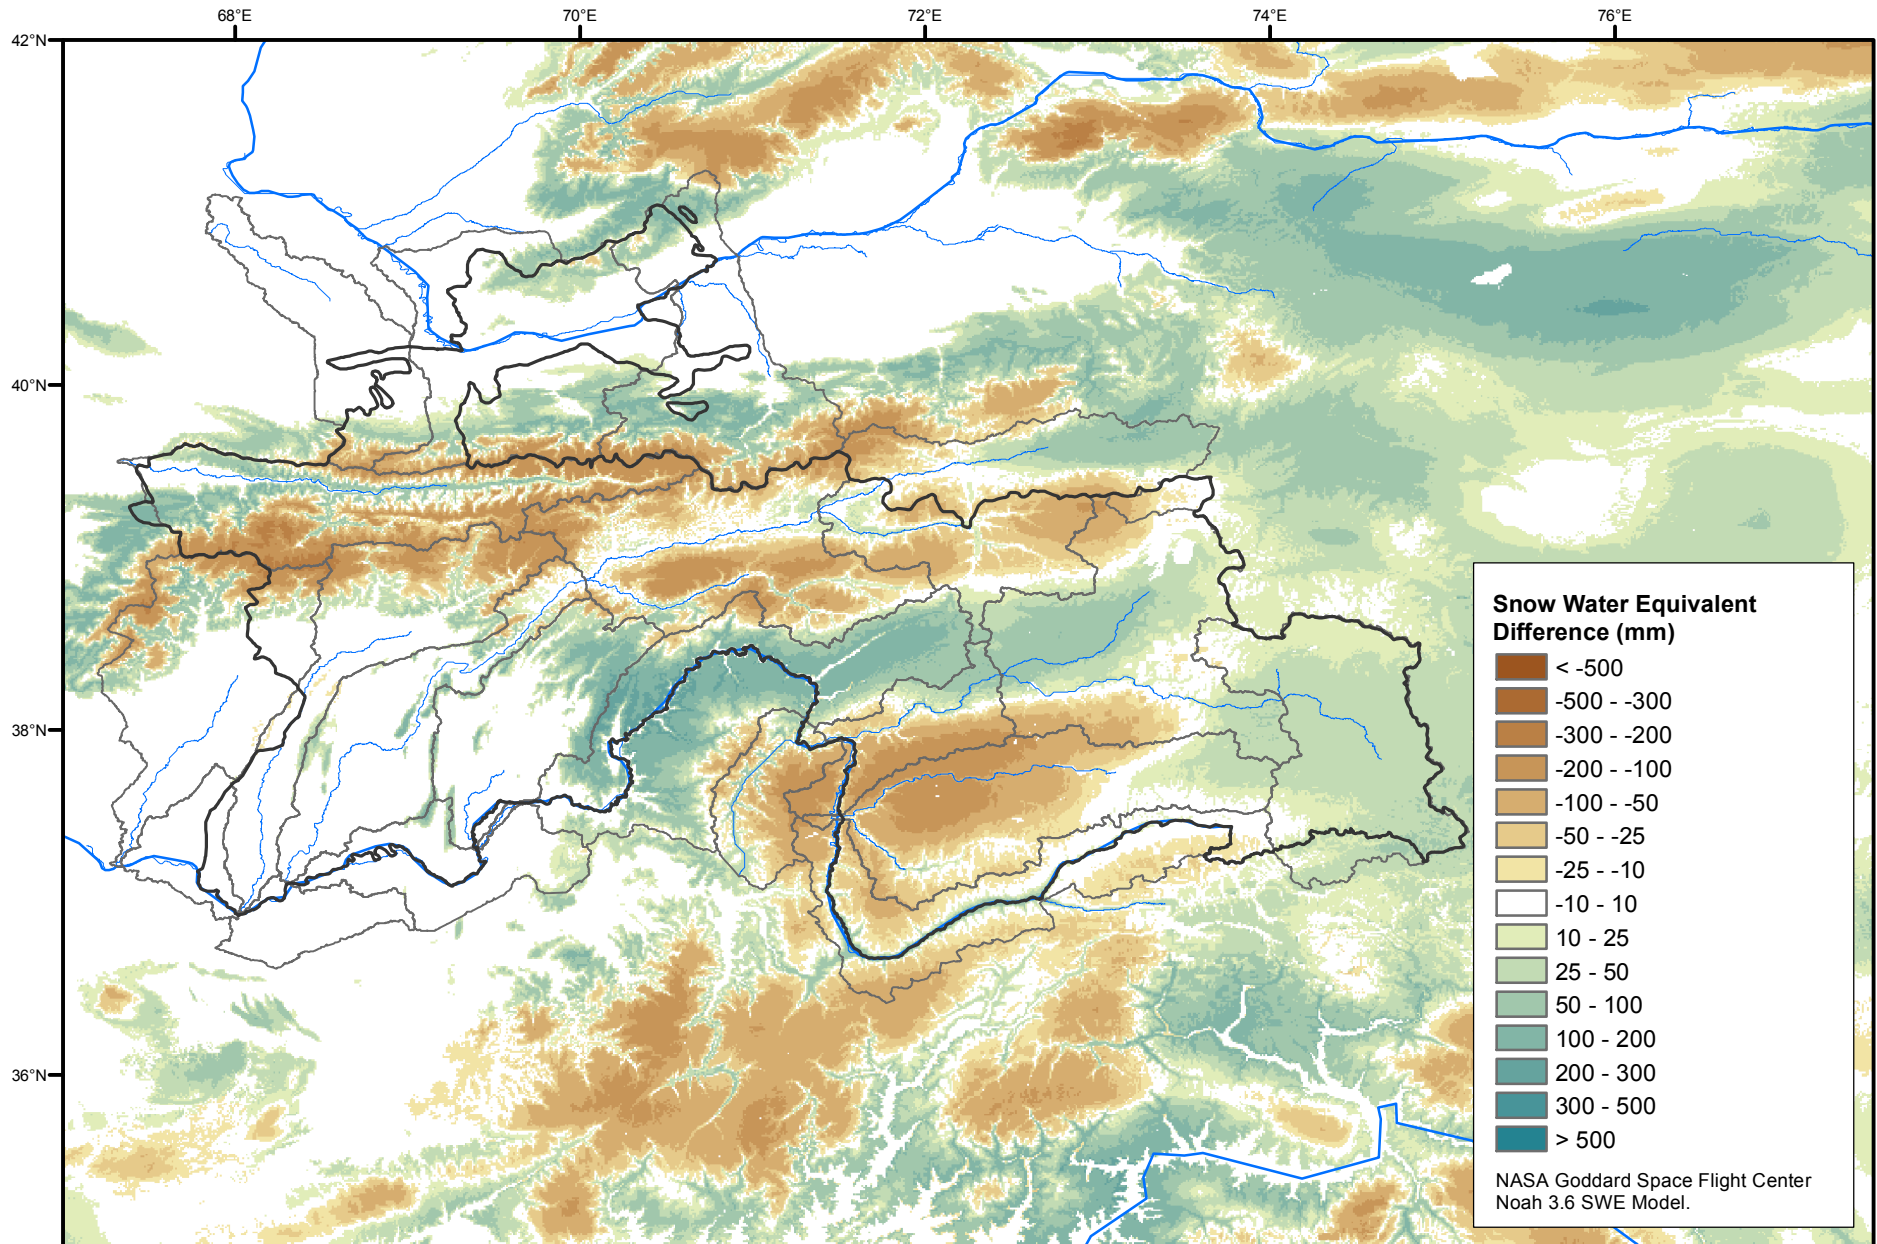 68°E
70°E
72°E
74°E
76°E
42°N
40°N
38°N
36°N
Snow Water Equivalent
Difference (mm)
< -500
-500 - -300
-300 - -200
-200 - -100
-100 - -50
-50 - -25
-25 - -10
-10 - 10
10 - 25
25 - 50
50 - 100
100 - 200
200 - 300
300 - 500
> 500
NASA Goddard Space Flight Center
Noah 3.6 SWE Model.